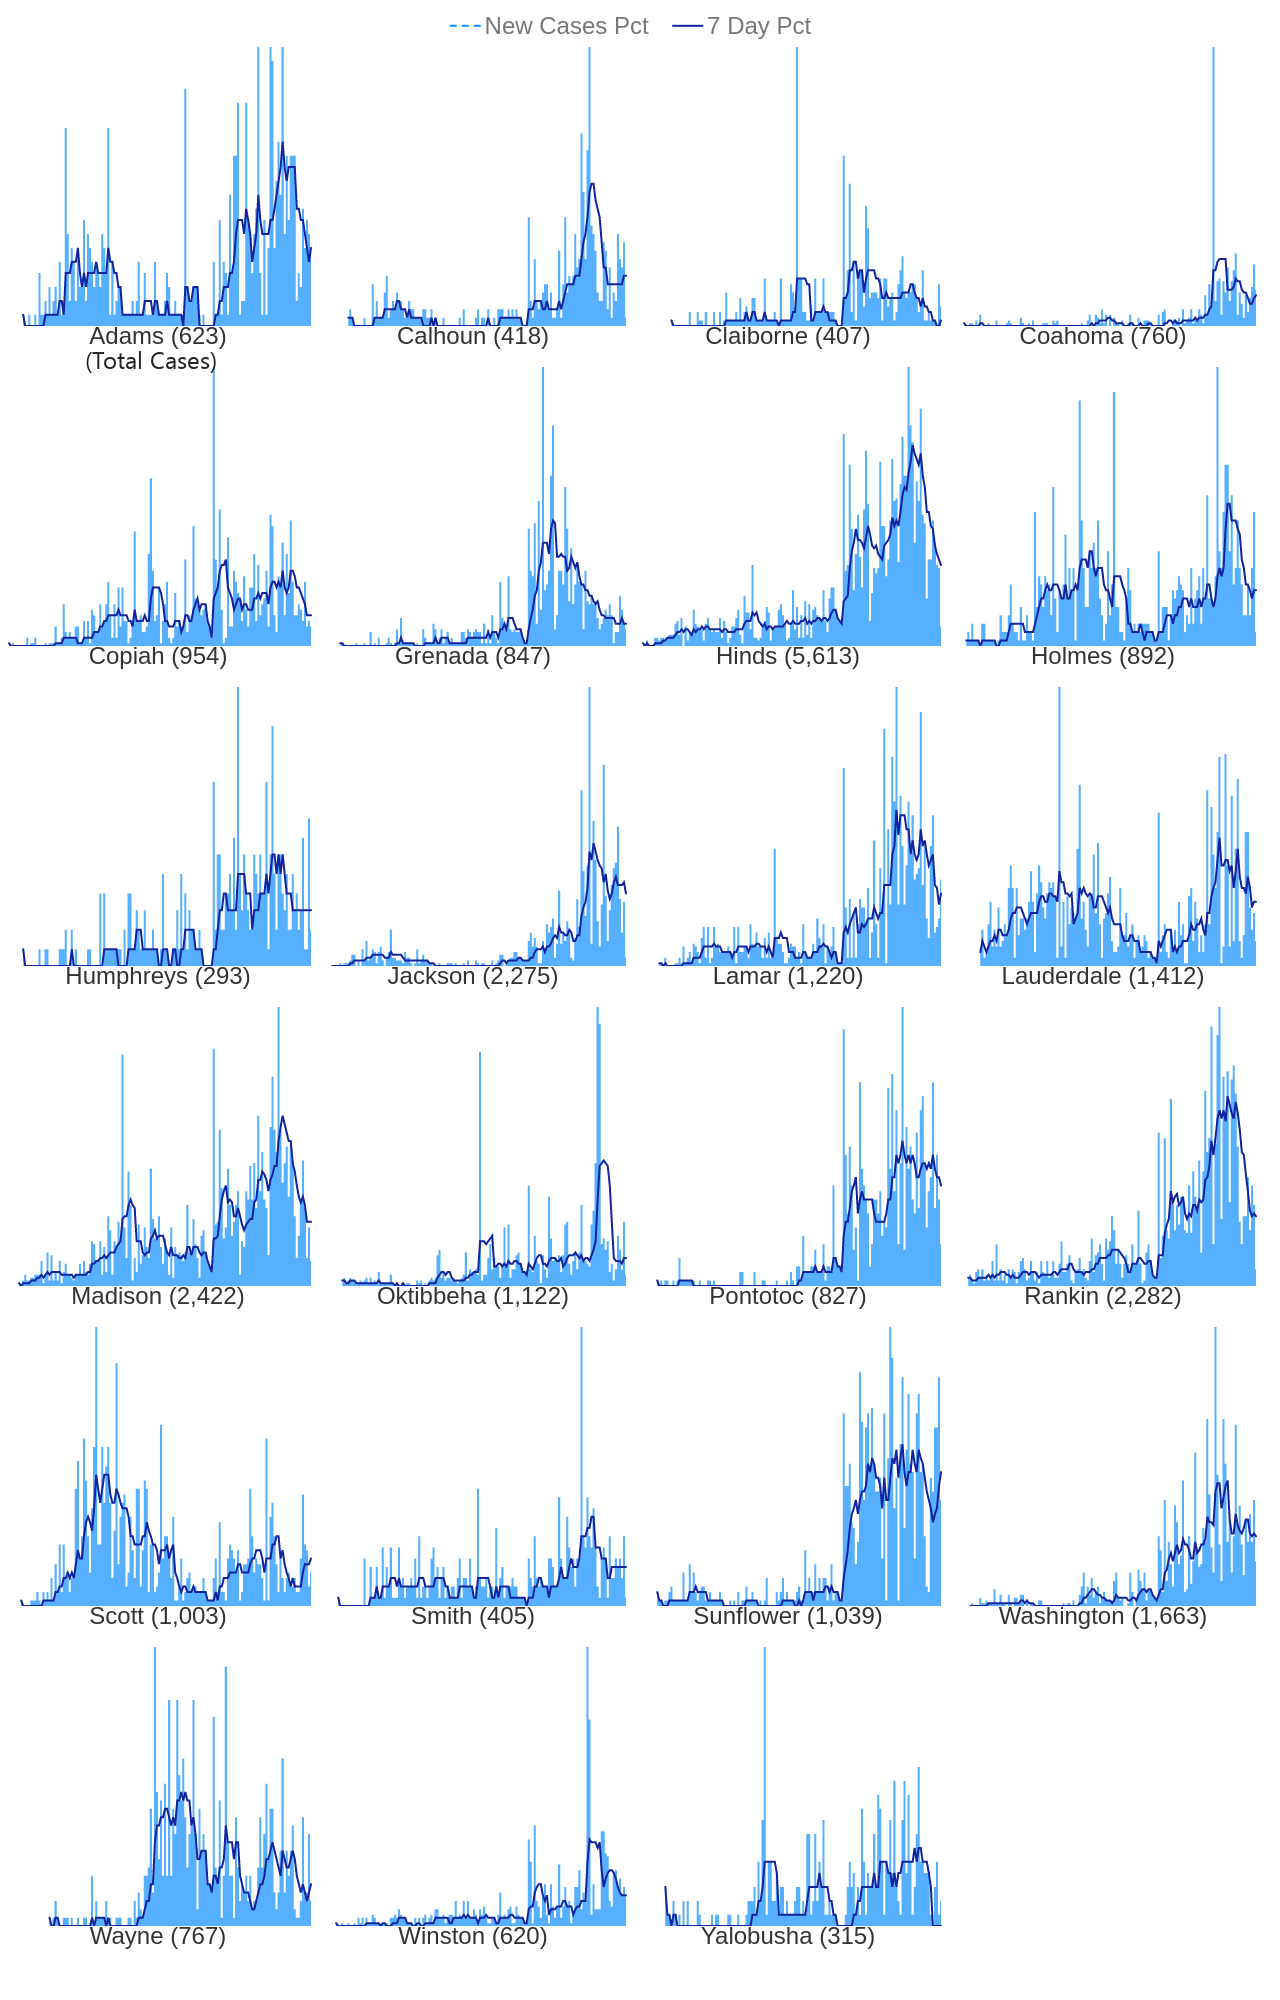 New Cases Pct 7 Day Pct
Adams (623) Calhoun (418) Claiborne (407) Coahoma (760)
(Total Cases)
Copiah (954) Grenada (847) Hinds (5,613) Holmes (892)
Humphreys (293) Jackson (2,275) Lamar (1,220) Lauderdale (1,412)
Madison (2,422) Oktibbeha (1,122) Pontotoc (827) Rankin (2,282)
Scott (1,003) Smith (405) Sunflower (1,039) Washington (1,663)
Wayne (767) Winston (620) Yalobusha (315)